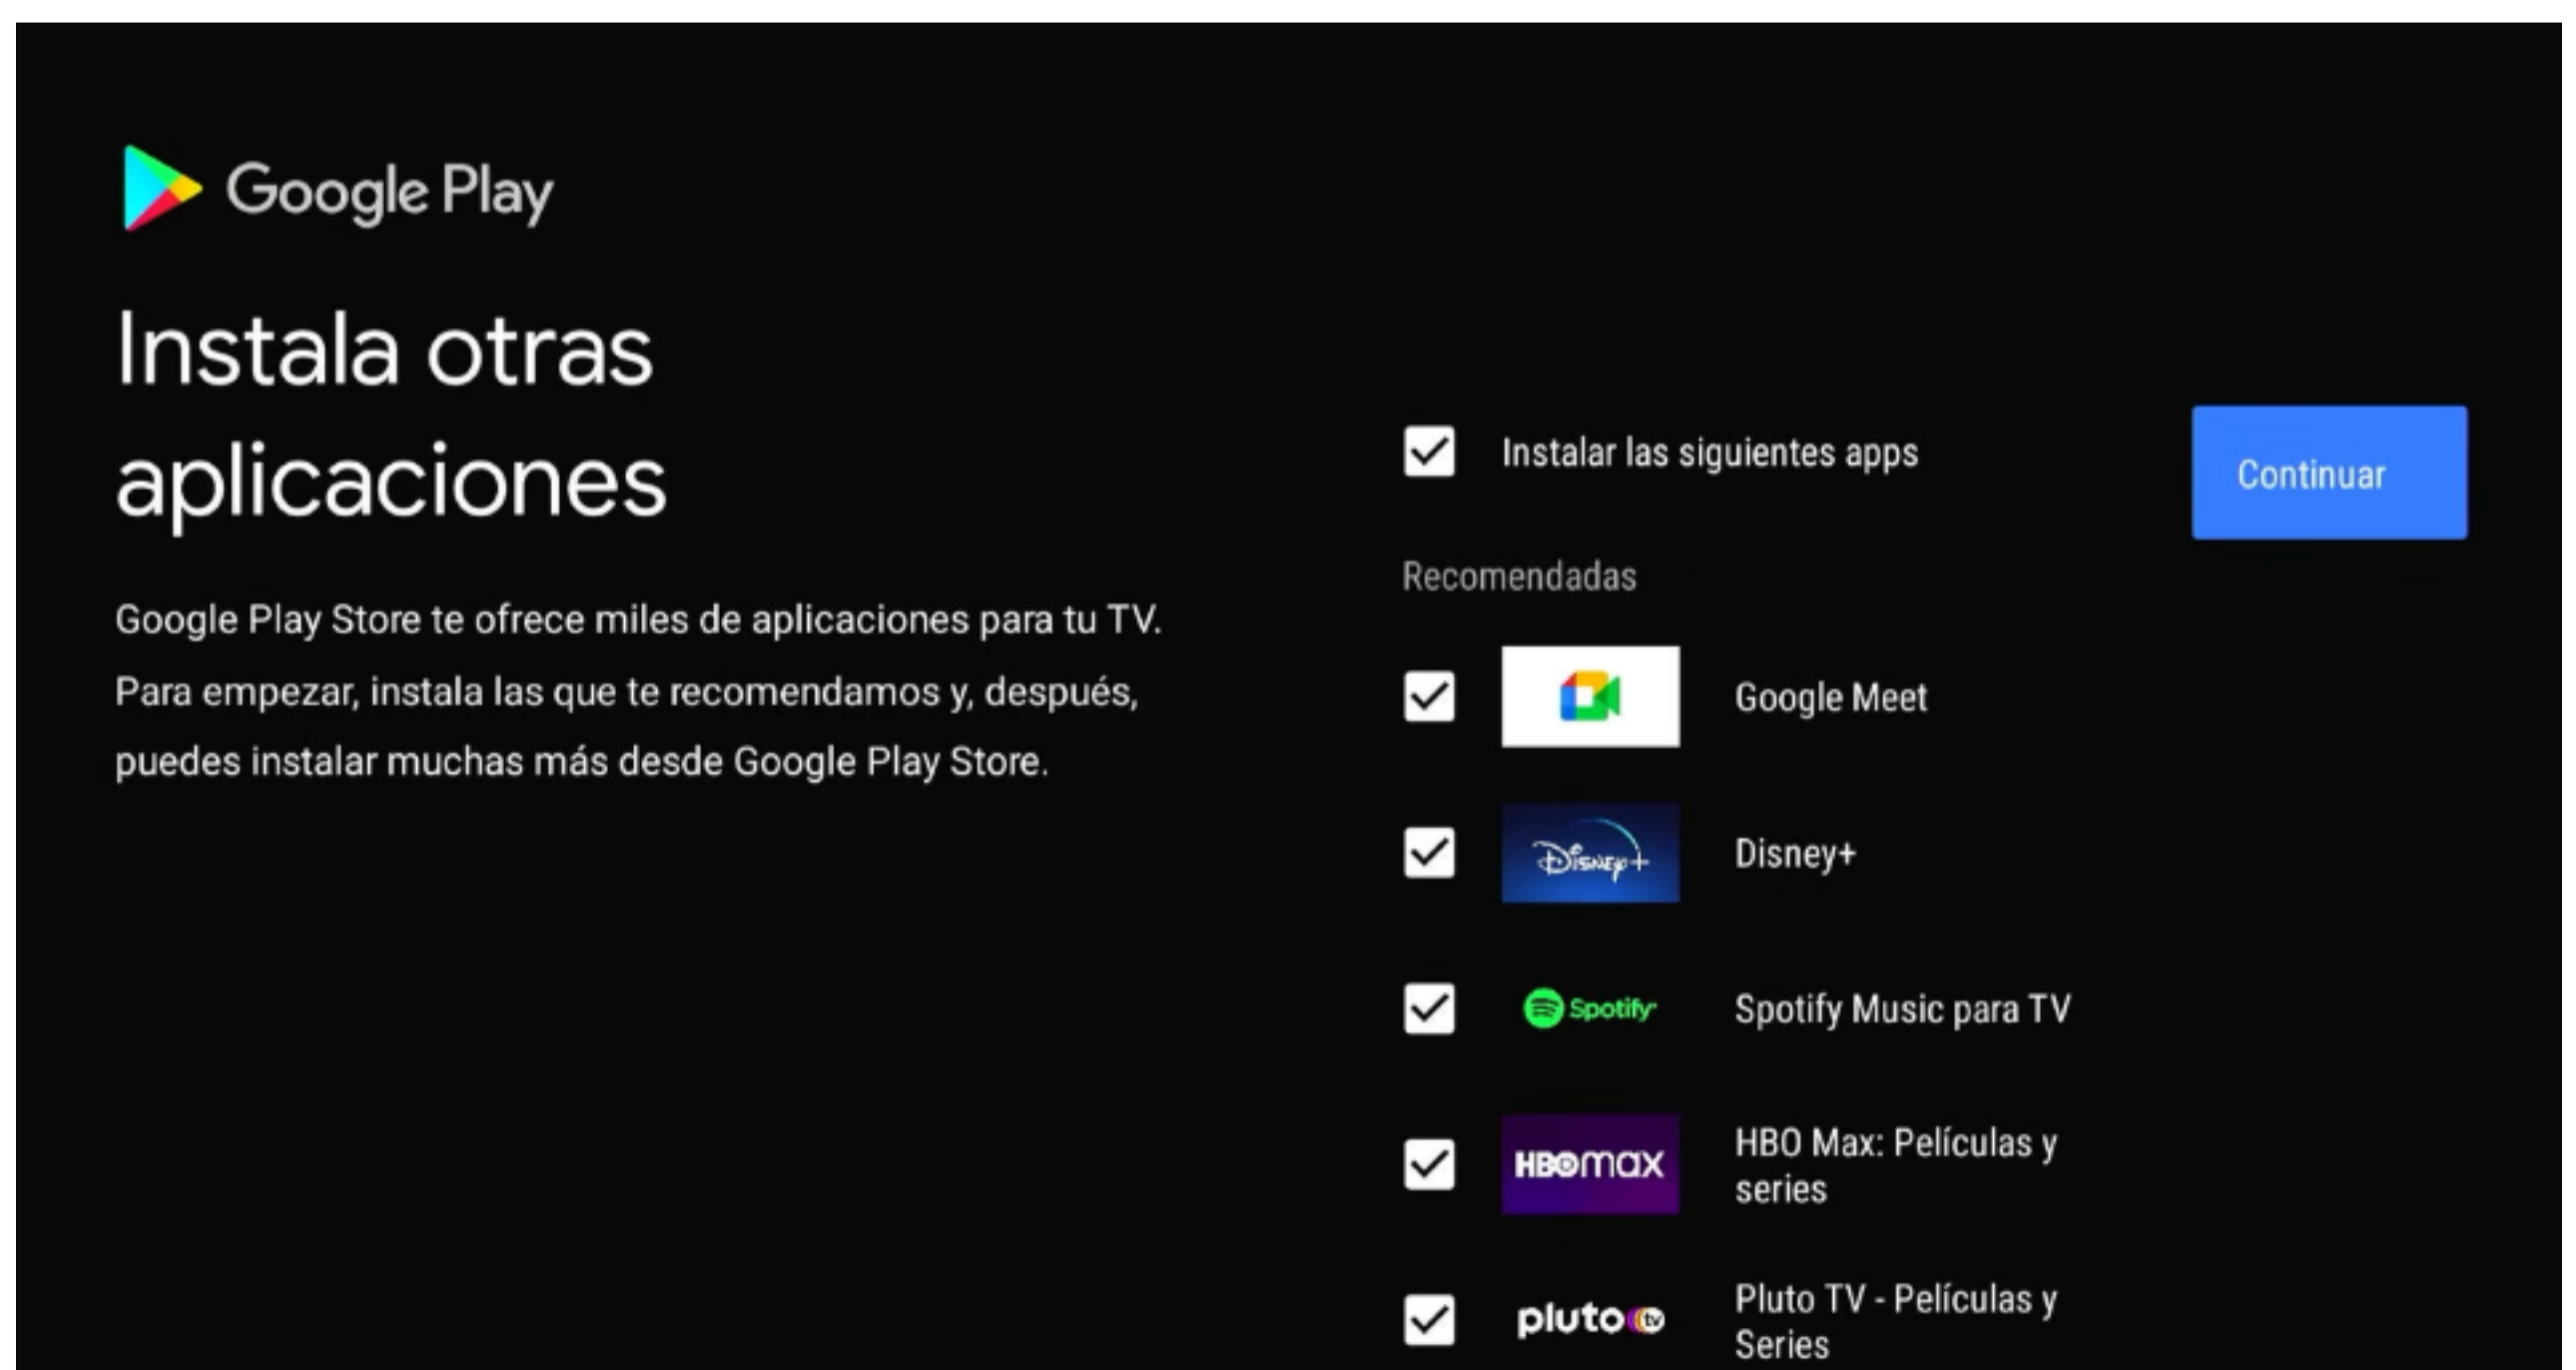 Google Play
Instala otras
aplicaciones
Google Play Store te ofrece miles de aplicaciones para tu TV.
Para empezar, instala las que te recomendamos y, después,
puedes instalar muchas más desde Google Play Store.
Instalar las siguientes apps
Continuar
Recomendadas
Google Meet
Disney+
Disney+
Spotify
Spotify Music para TV
HBOmax
HBO Max: Películas y
series
pluto tv
Pluto TV - Películas y
Series